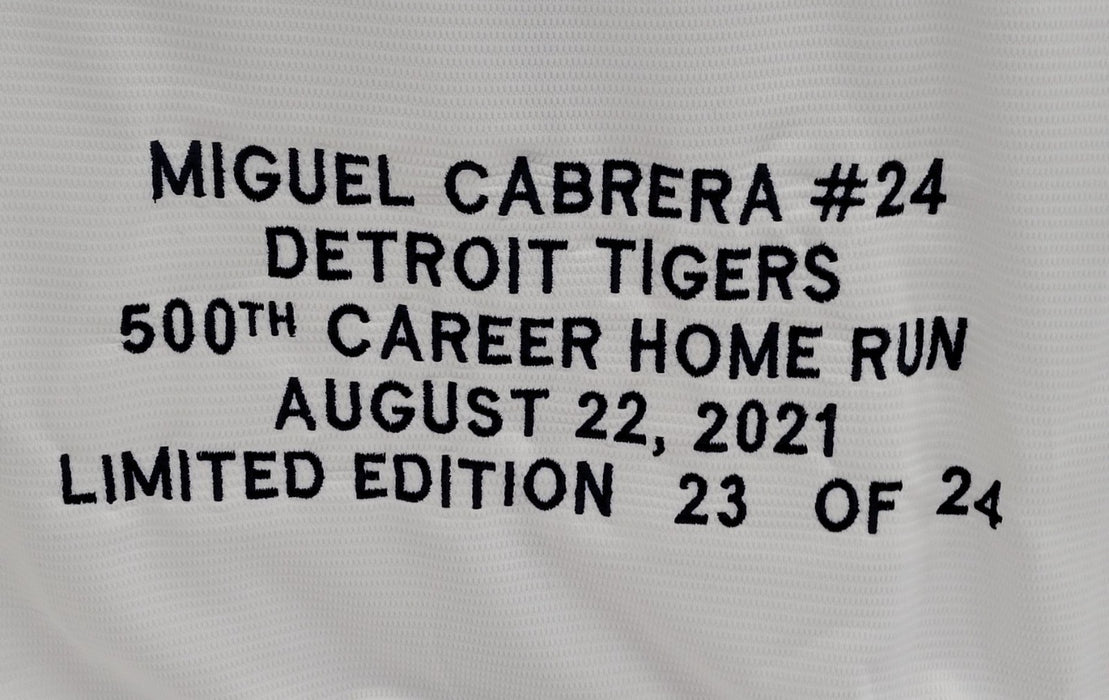 MIGUEL CABRERA #24
DETROIT TIGERS
500TH CAREER HOME RUN
AUGUST 22, 2021
LIMITED EDITION 23 OF 24